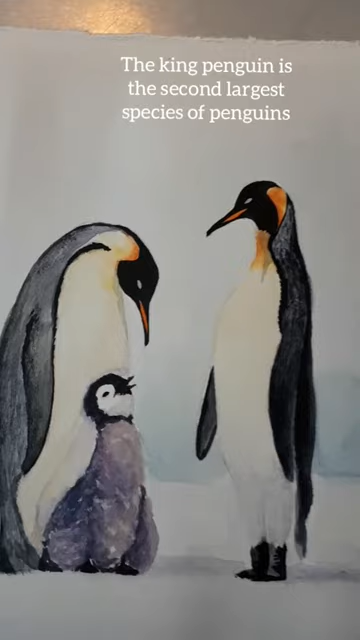 The king penguin is
the second largest
species of penguins